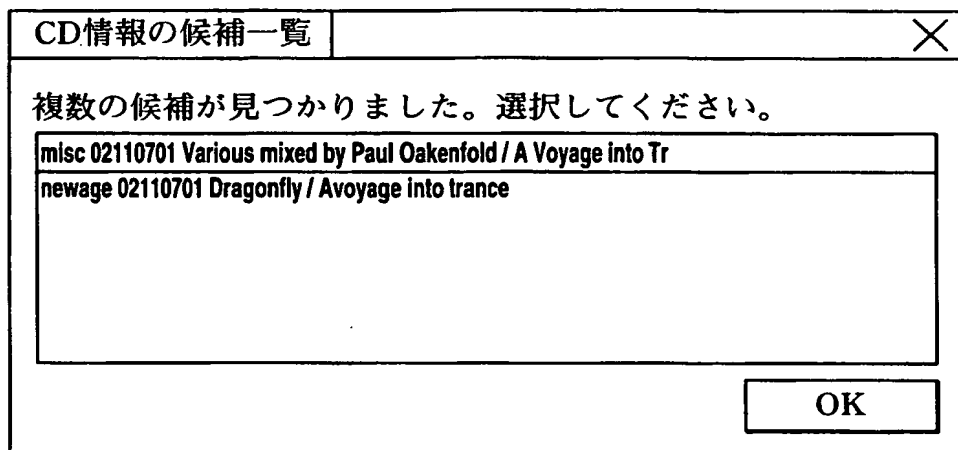 CD情報の候補一覧
複数の候補が見つかりました。選択してください。
misc 02110701 Various mixed by Paul Oakenfold / A Voyage into Tr
newage 02110701 Dragonfly / Avoyage into trance
OK